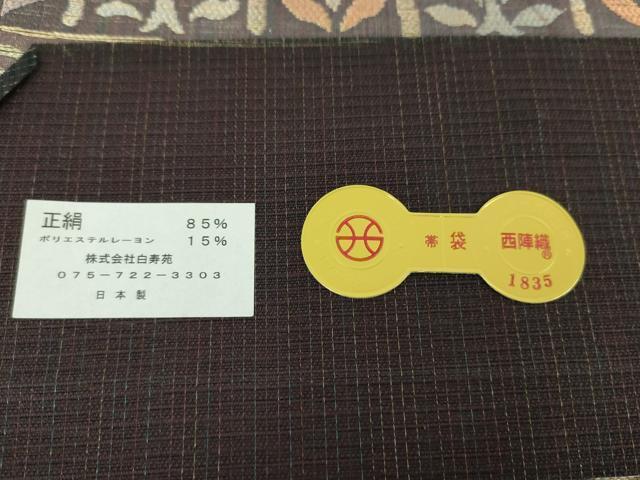 正絹 85%
ポリエステルレーヨン 15%
株式会社白寿苑
075-722-3303
日本製
帯 袋 西陣織®
1835